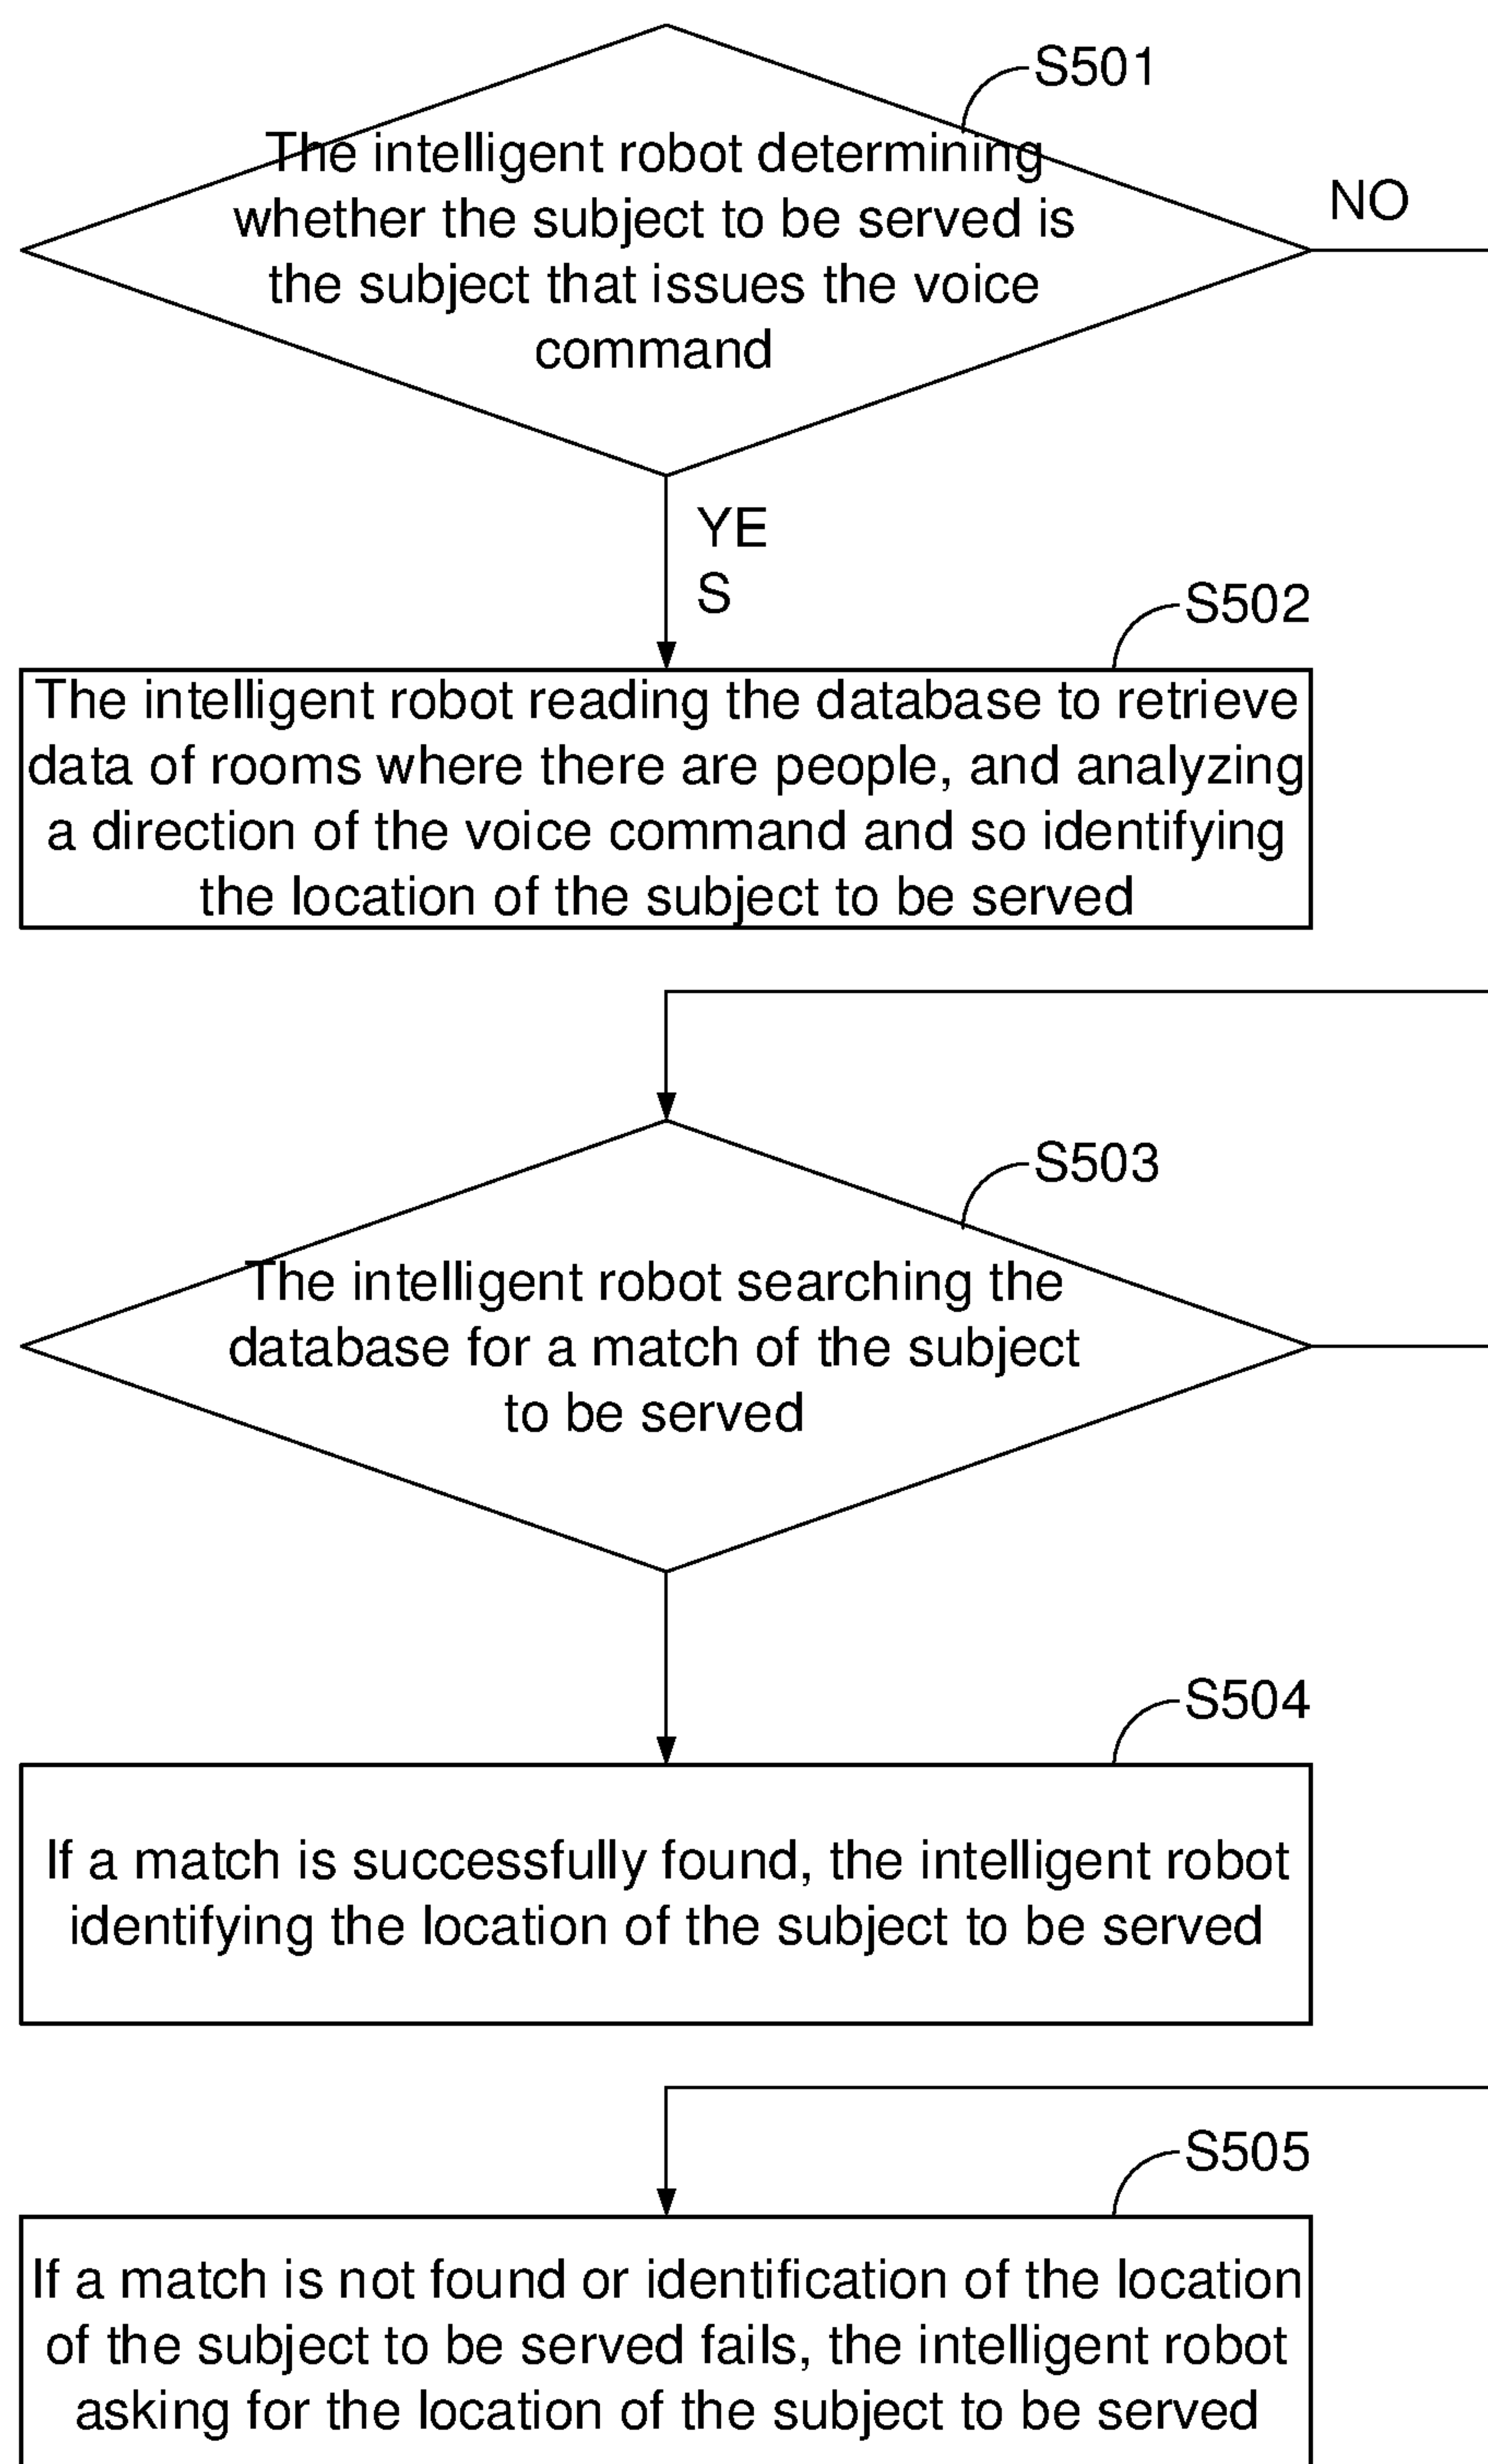 S501
The intelligent robot determining
whether the subject to be served is
the subject that issues the voice
command
NO
YE
S
S502
The intelligent robot reading the database to retrieve
data of rooms where there are people, and analyzing
a direction of the voice command and so identifying
the location of the subject to be served
S503
The intelligent robot searching the
database for a match of the subject
to be served
S504
If a match is successfully found, the intelligent robot
identifying the location of the subject to be served
S505
If a match is not found or identification of the location
of the subject to be served fails, the intelligent robot
asking for the location of the subject to be served